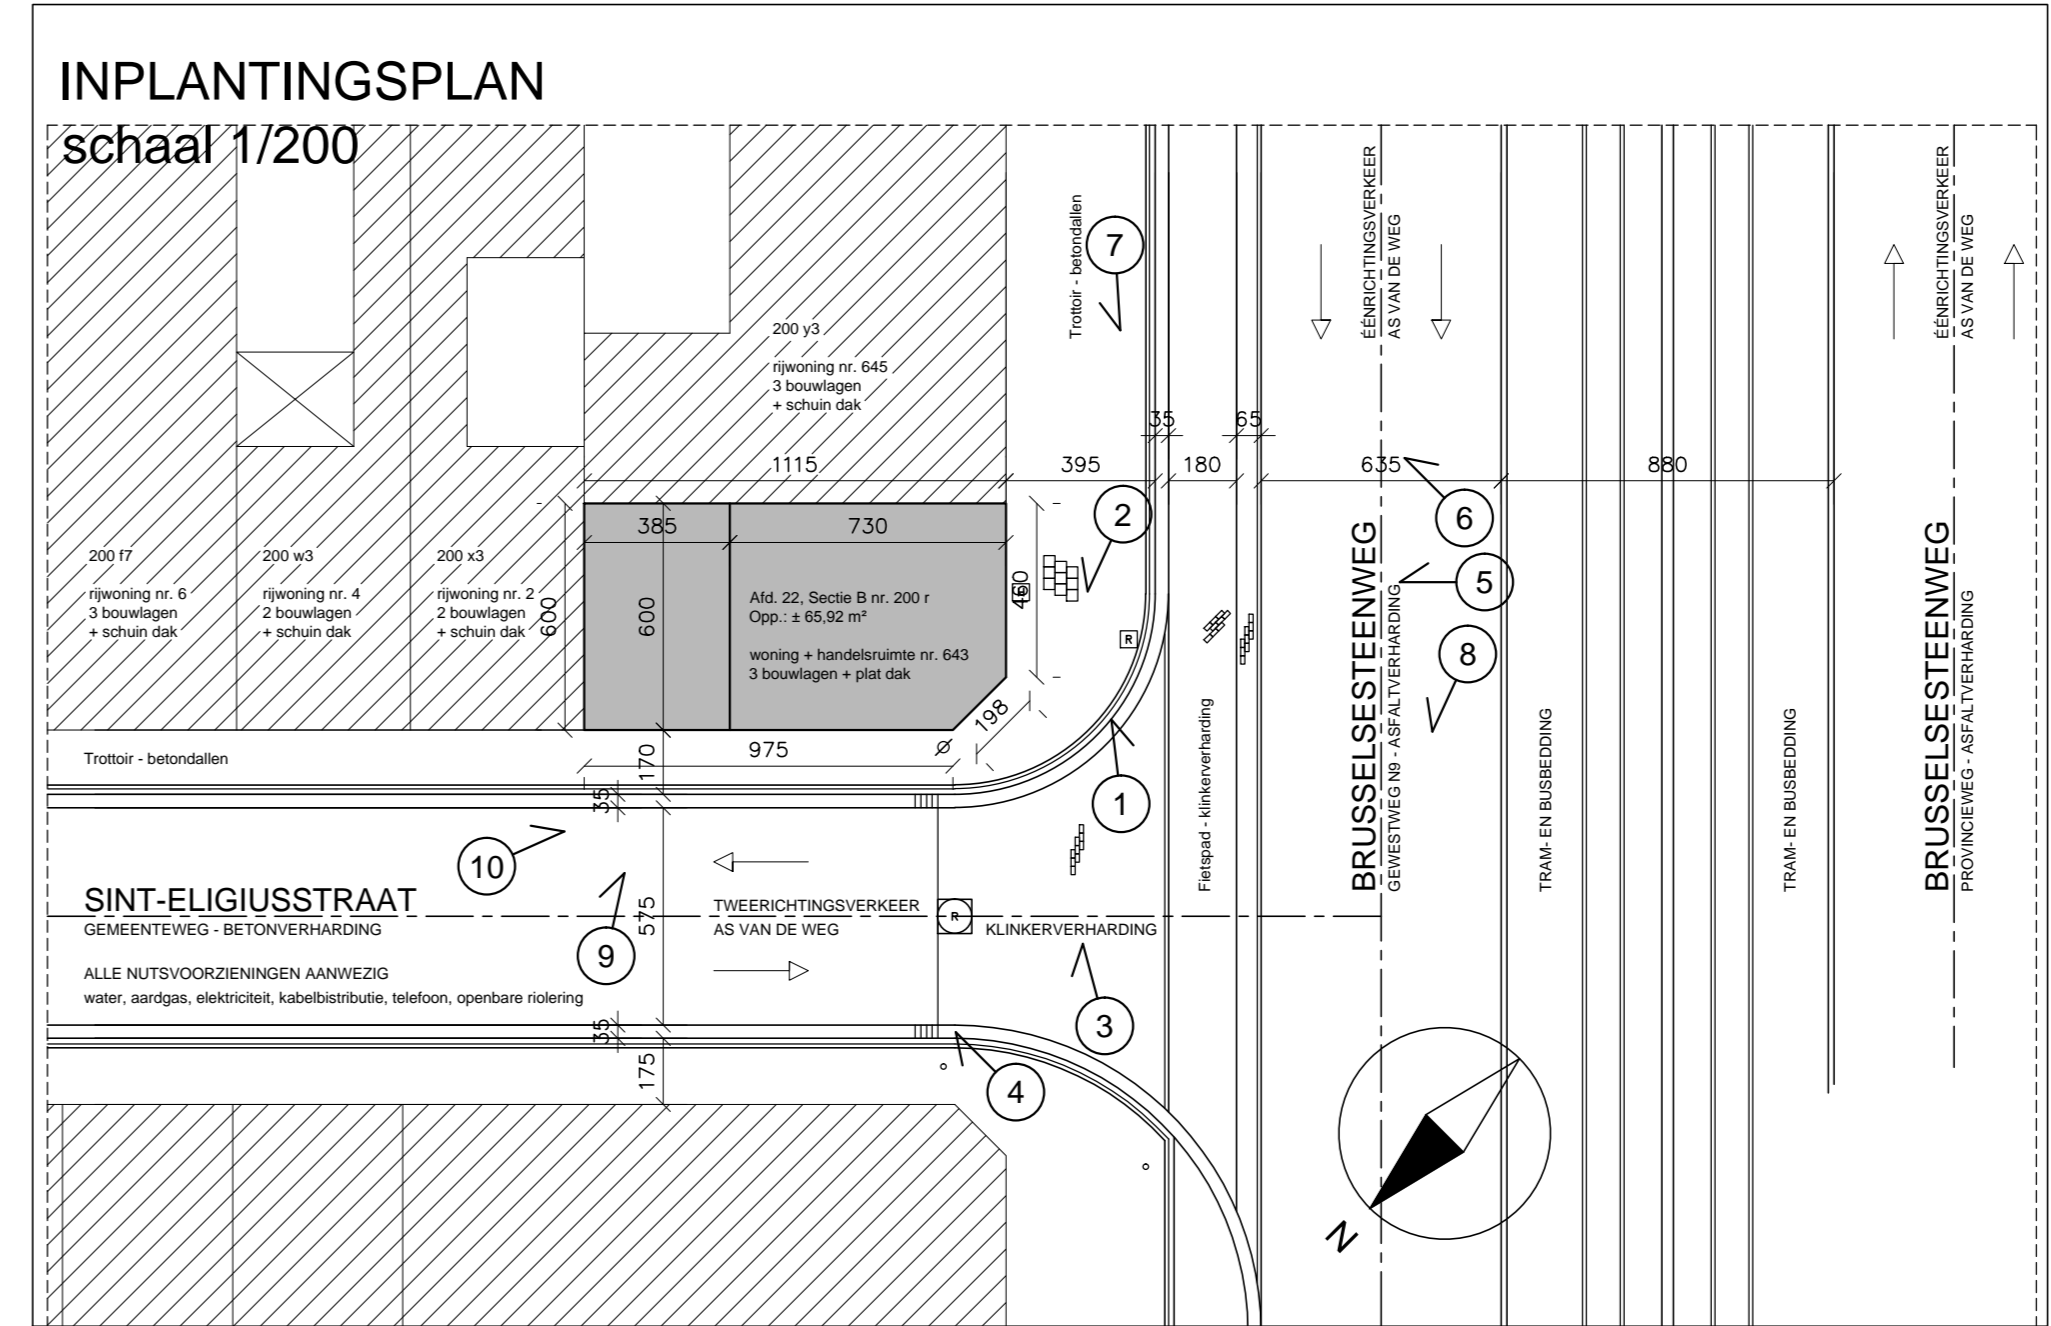 INPLANTINGSPLAN
schaal 1/200
Trottoir - betondallen
7
ÉÉNRICHTINGSVERKEER
AS VAN DE WEG
ÉÉNRICHTINGSVERKEER
AS VAN DE WEG
200 y3
rijwoning nr. 645
3 bouwlagen
+ schuin dak
35
65
1115
395
180
635
880
385
730
2
6
5
8
200 f7
rijwoning nr. 6
3 bouwlagen
+ schuin dak
200 w3
rijwoning nr. 4
2 bouwlagen
+ schuin dak
200 x3
rijwoning nr. 2
2 bouwlagen
+ schuin dak
600
600
Afd. 22, Sectie B nr. 200 r
Opp.: ± 65,92 m²
woning + handelsruimte nr. 643
3 bouwlagen + plat dak
460
R
198
BRUSSELSESTEENWEG
GEWESTWEG N9 - ASFALTVERHARDING
BRUSSELSESTEENWEG
PROVINCIEWEG - ASFALTVERHARDING
Fietspad - klinkerverharding
TRAM- EN BUSBEDDING
TRAM- EN BUSBEDDING
Trottoir - betondallen
975
170
35
1
10
SINT-ELIGIUSSTRAAT
GEMEENTEWEG - BETONVERHARDING
575
9
TWEERICHTINGSVERKEER
AS VAN DE WEG
R
KLINKERVERHARDING
ALLE NUTSVOORZIENINGEN AANWEZIG
water, aardgas, elektriciteit, kabelbistributie, telefoon, openbare riolering
35
175
3
4
N